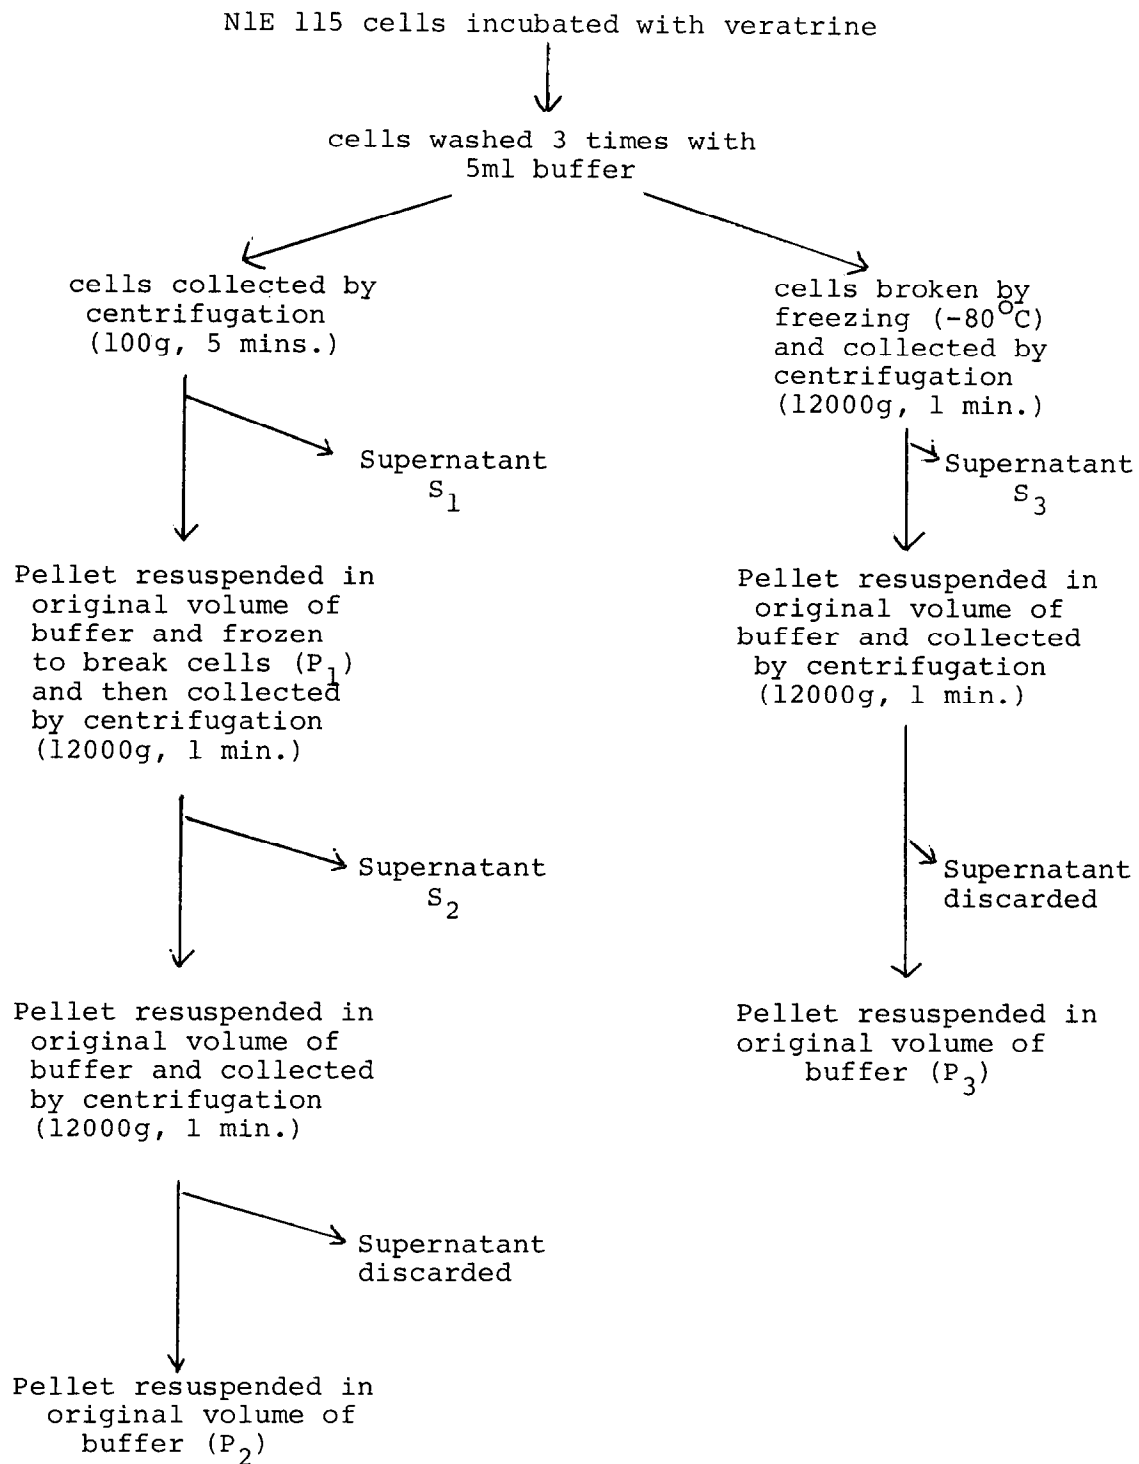 N1E 115 cells incubated with veratrine
cells washed 3 times with
5ml buffer
cells collected by
centrifugation
(100g, 5 mins.)
Supernatant
S1
Pellet resuspended in
original volume of
buffer and frozen
to break cells (P1)
and then collected
by centrifugation
(12000g, 1 min.)
Supernatant
S2
Pellet resuspended in
original volume of
buffer and collected
by centrifugation
(12000g, 1 min.)
Supernatant
discarded
Pellet resuspended in
original volume of
buffer (P2)
cells broken by
freezing (-80°C)
and collected by
centrifugation
(12000g, 1 min.)
Supernatant
S3
Pellet resuspended in
original volume of
buffer and collected
by centrifugation
(12000g, 1 min.)
Supernatant
discarded
Pellet resuspended in
original volume of
buffer (P3)